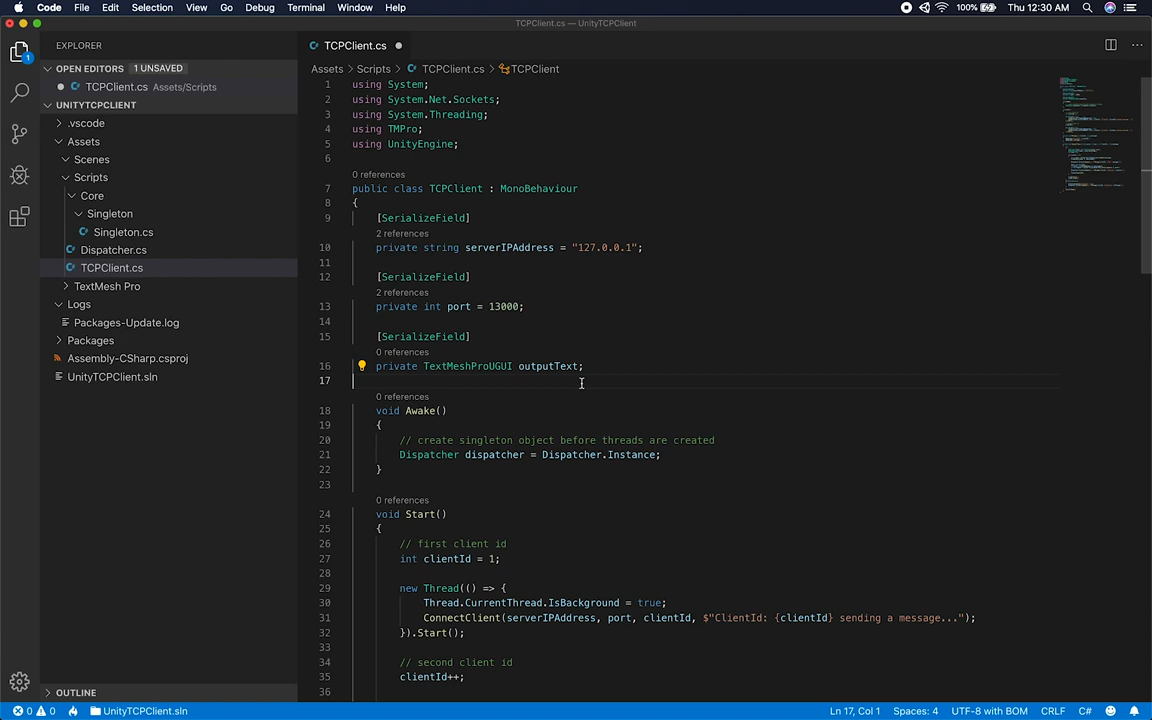 Code File Edit Selection View Go Debug Terminal Window Help 100% Thu 12:30 AM
TCPClient.cs — UnityTCPClient
EXPLORER
OPEN EDITORS 1 UNSAVED
TCPClient.cs Assets/Scripts
UNITYTCPCLIENT
.vscode
Assets
Scenes
Scripts
Core
Singleton
Singleton.cs
Dispatcher.cs
TCPClient.cs
TextMesh Pro
Logs
Packages-Update.log
Packages
Assembly-CSharp.csproj
UnityTCPClient.sln
OUTLINE
1
TCPClient.cs
Assets > Scripts > TCPClient.cs > TCPClient
1 using System;
2 using System.Net.Sockets;
3 using System.Threading;
4 using TMPro;
5 using UnityEngine;
6
0 references
7 public class TCPClient : MonoBehaviour
8 {
9 [SerializeField]
2 references
10 private string serverIPAddress = "127.0.0.1";
11
12 [SerializeField]
2 references
13 private int port = 13000;
14
15 [SerializeField]
0 references
16 private TextMeshProUGUI outputText;
17
0 references
18 void Awake()
19 {
20 // create singleton object before threads are created
21 Dispatcher dispatcher = Dispatcher.Instance;
22 }
23
0 references
24 void Start()
25 {
26 // first client id
27 int clientId = 1;
28
29 new Thread(() => {
30 Thread.CurrentThread.IsBackground = true;
31 ConnectClient(serverIPAddress, port, clientId, $"ClientId: {clientId} sending a message...");
32 }).Start();
33
34 // second client id
35 clientId++;
36
0 0 UnityTCPClient.sln Ln 17, Col 1 Spaces: 4 UTF-8 with BOM CRLF C#